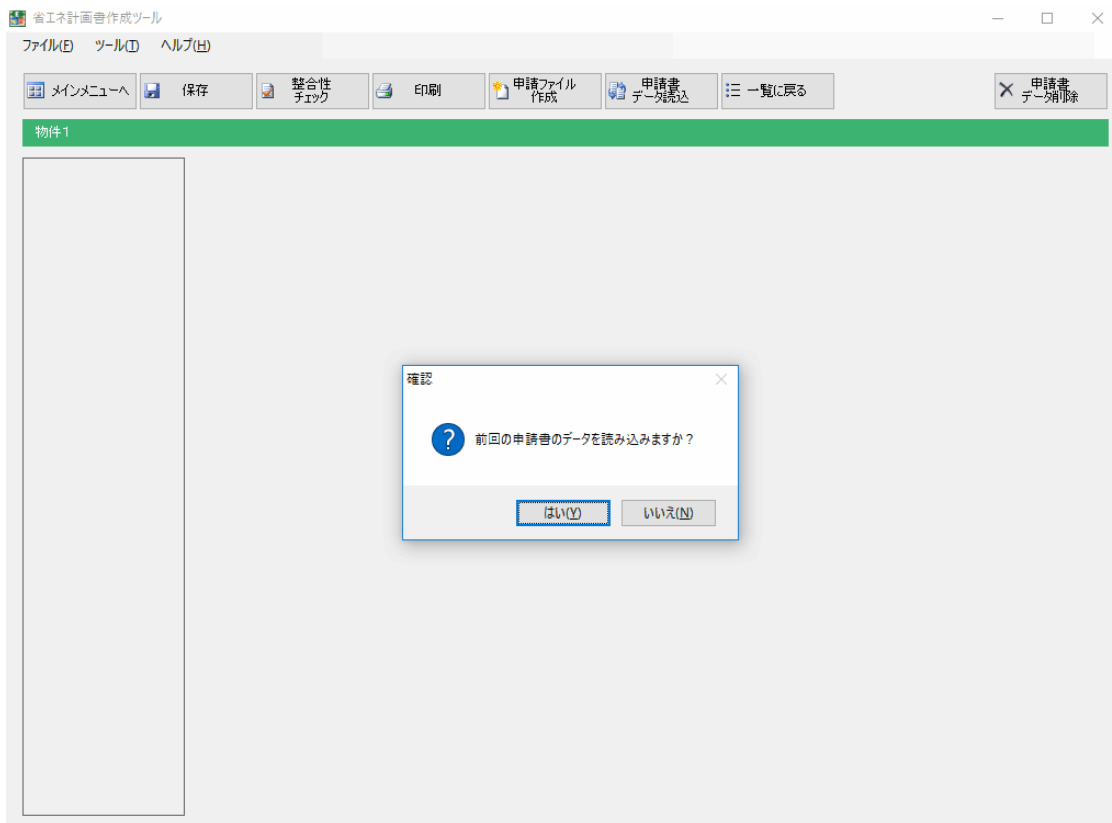 省エネ計画書作成ツール
ファイル(F) ツール(T) ヘルプ(H)
メインメニューへ
保存
整合性
チェック
印刷
申請ファイル
作成
申請書
データ読込
一覧に戻る
申請書
データ削除
物件1
確認
前回の申請書のデータを読み込みますか?
はい(Y)
いいえ(N)